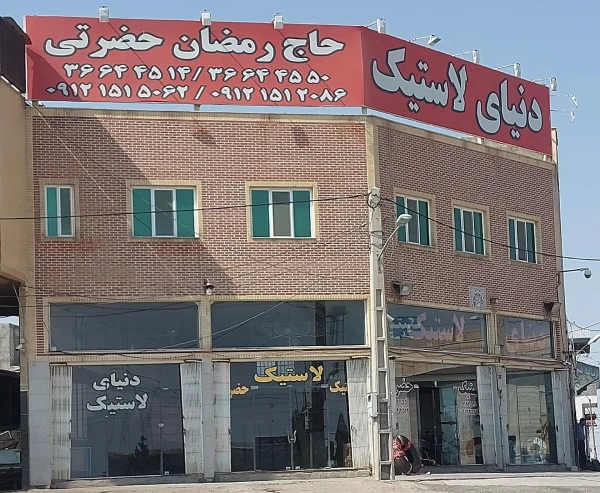 حاج رمضان حضرتی
۳۶ ۶۴ ۴۵ ۱۴ / ۳۶ ۶۴ ۴۵ ۵۰
۰۹۱۲ ۱۵۱ ۵۰۶۲ / ۰۹۱۲ ۱۵۱ ۲۰۸۶
دنیای لاستیک
دنیای
لاستیک
لاستیک
لاستیک